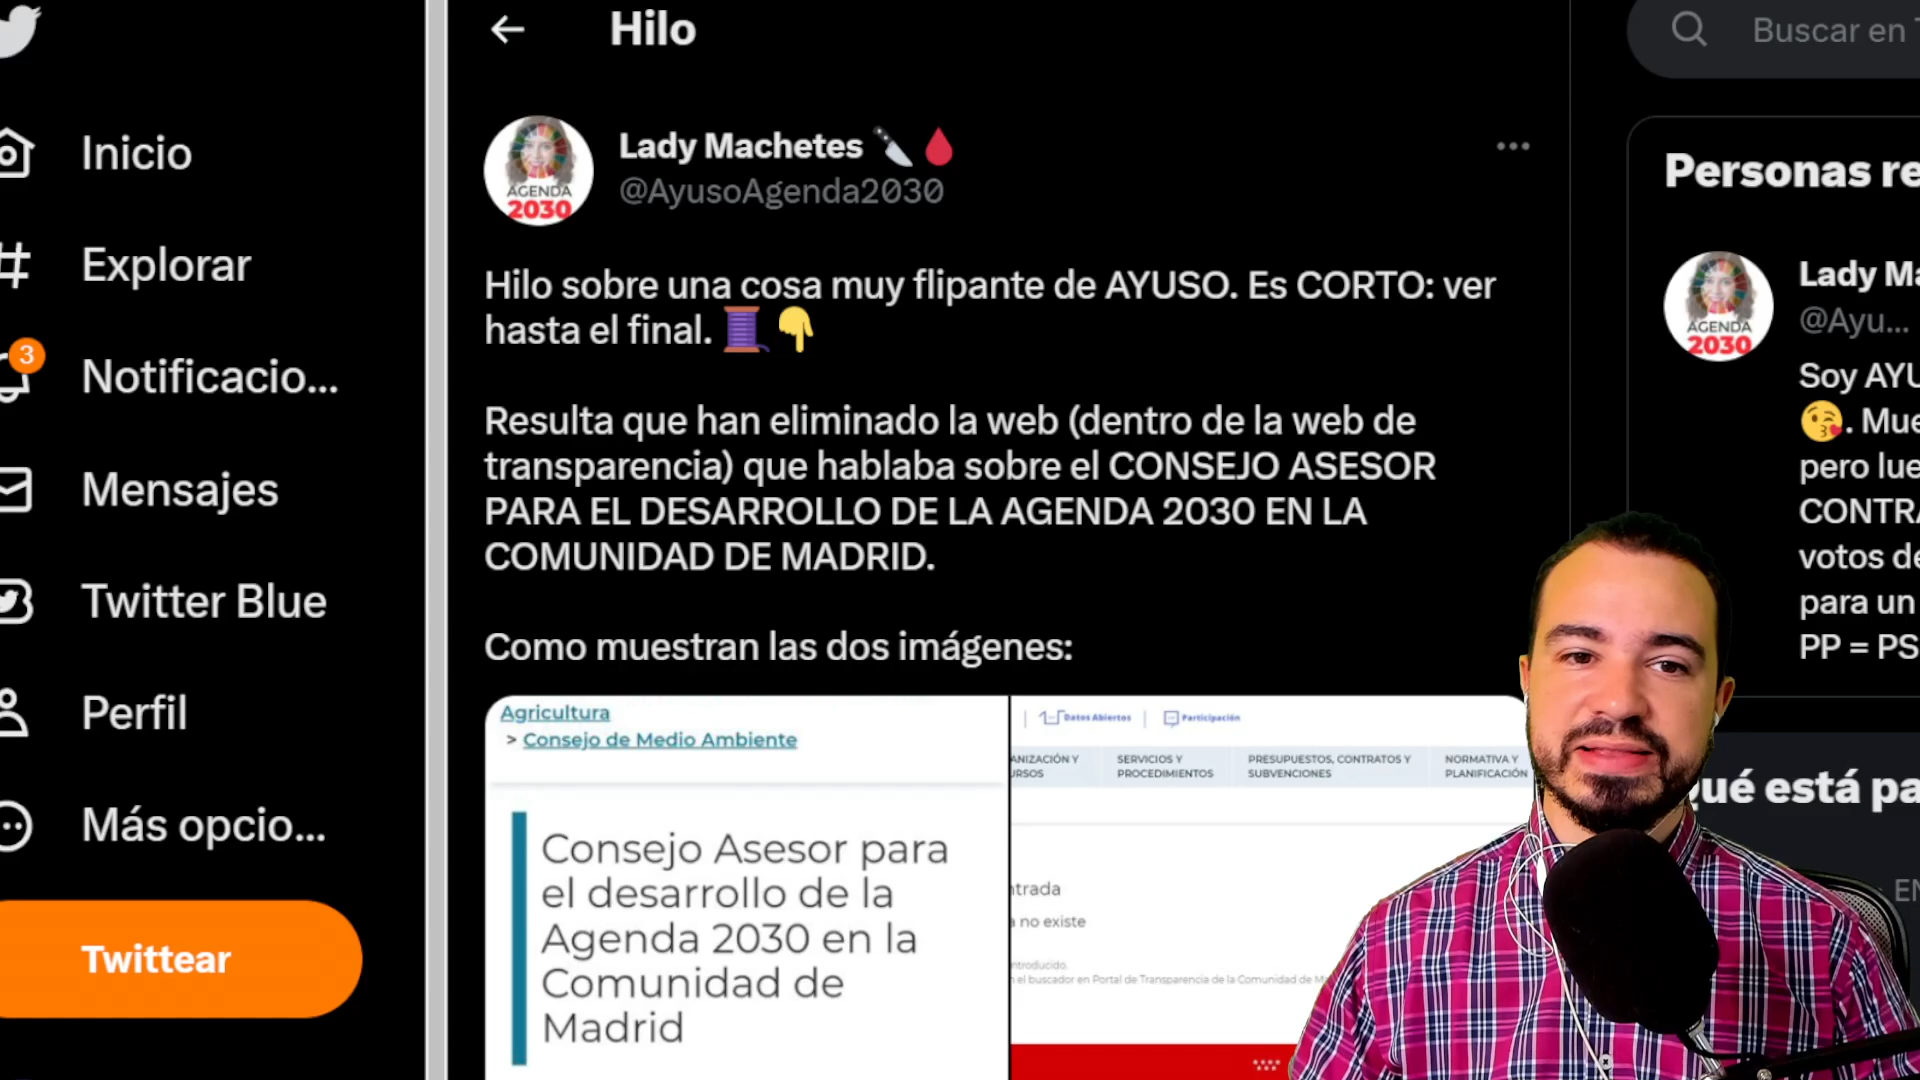 Hilo
Buscar en
Inicio
Explorar
3
Notificacio...
Mensajes
Twitter Blue
Perfil
Más opcio...
Twittear
AGENDA
2030
Lady Machetes
@AyusoAgenda2030
Hilo sobre una cosa muy flipante de AYUSO. Es CORTO: ver
hasta el final.
Resulta que han eliminado la web (dentro de la web de
transparencia) que hablaba sobre el CONSEJO ASESOR
PARA EL DESARROLLO DE LA AGENDA 2030 EN LA
COMUNIDAD DE MADRID.
Como muestran las dos imágenes:
Agricultura
> Consejo de Medio Ambiente
Consejo Asesor para
el desarrollo de la
Agenda 2030 en la
Comunidad de
Madrid
Datos Abiertos
Participación
ANIZACIÓN Y
URSOS
SERVICIOS Y
PROCEDIMIENTOS
PRESUPUESTOS, CONTRATOS Y
SUBVENCIONES
NORMATIVA Y
PLANIFICACIÓN
ntrada
a no existe
ntroducido.
n el buscador en Portal de Transparencia de la Comunidad de M
Personas re
AGENDA
2030
Lady Ma
@Ayu...
Soy AYU
. Mue
pero lue
CONTRA
votos de
para un
PP = PS
ué está pa
EN